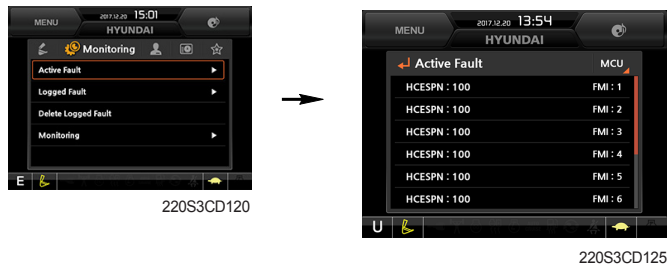 MENU
2017.12.20 15:01
HYUNDAI
Monitoring
Active Fault
Logged Fault
Delete Logged Fault
Monitoring
E
220S3CD120
MENU
2017.12.20 13:54
HYUNDAI
Active Fault MCU
HCESPN : 100 FMI : 1
HCESPN : 100 FMI : 2
HCESPN : 100 FMI : 3
HCESPN : 100 FMI : 4
HCESPN : 100 FMI : 5
HCESPN : 100 FMI : 6
U
220S3CD125